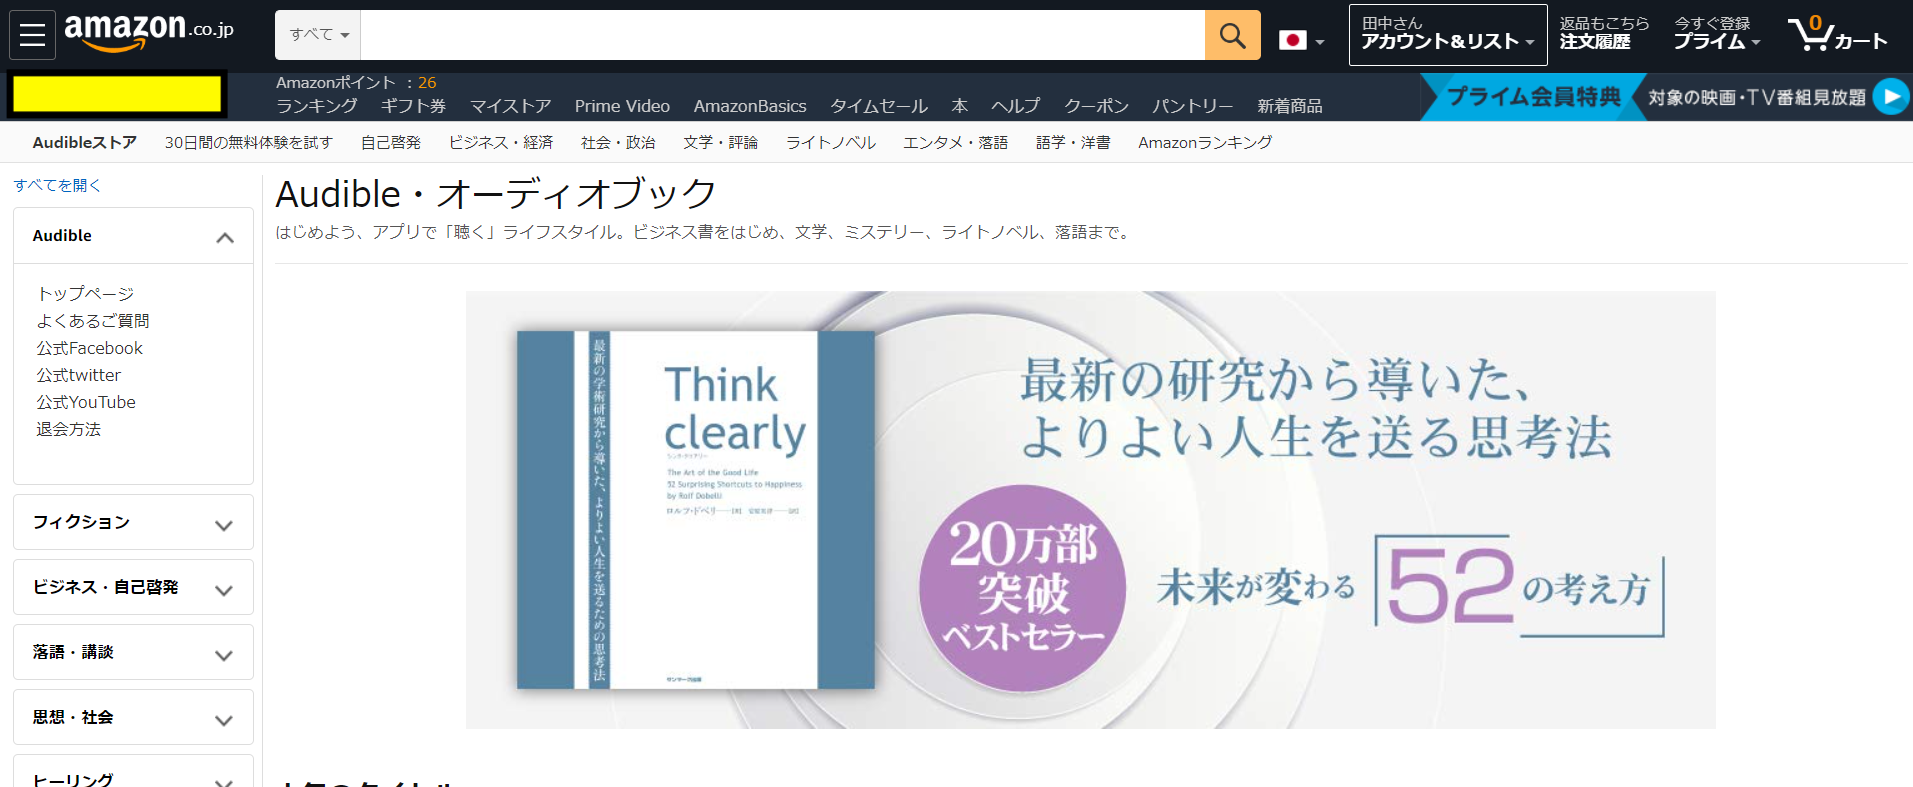 amazon.co.jp
すべて
田中さん
アカウント&リスト
返品もこちら
注文履歴
今すぐ登録
プライム
0
カート
Amazonポイント ：26
ランキング ギフト券 マイストア Prime Video AmazonBasics タイムセール 本 ヘルプ クーポン パントリー 新着商品
プライム会員特典 対象の映画・TV番組見放題
Audibleストア 30日間の無料体験を試す 自己啓発 ビジネス・経済 社会・政治 文学・評論 ライトノベル エンタメ・落語 語学・洋書 Amazonランキング
すべてを開く
Audible
トップページ
よくあるご質問
公式Facebook
公式twitter
公式YouTube
退会方法
フィクション
ビジネス・自己啓発
落語・講談
思想・社会
ヒーリング
Audible・オーディオブック
はじめよう、アプリで「聴く」ライフスタイル。ビジネス書をはじめ、文学、ミステリー、ライトノベル、落語まで。
最新の学術研究から導いた、よりよい人生を送るための思考法
Think
clearly
シンク・クリアリー
The Art of the Good Life
52 Surprising Shortcuts to Happiness
by Rolf Dobelli
ロルフ・ドベリ
サンマーク出版
最新の研究から導いた、
よりよい人生を送る思考法
20万部
突破
ベストセラー
未来が変わる 52の考え方